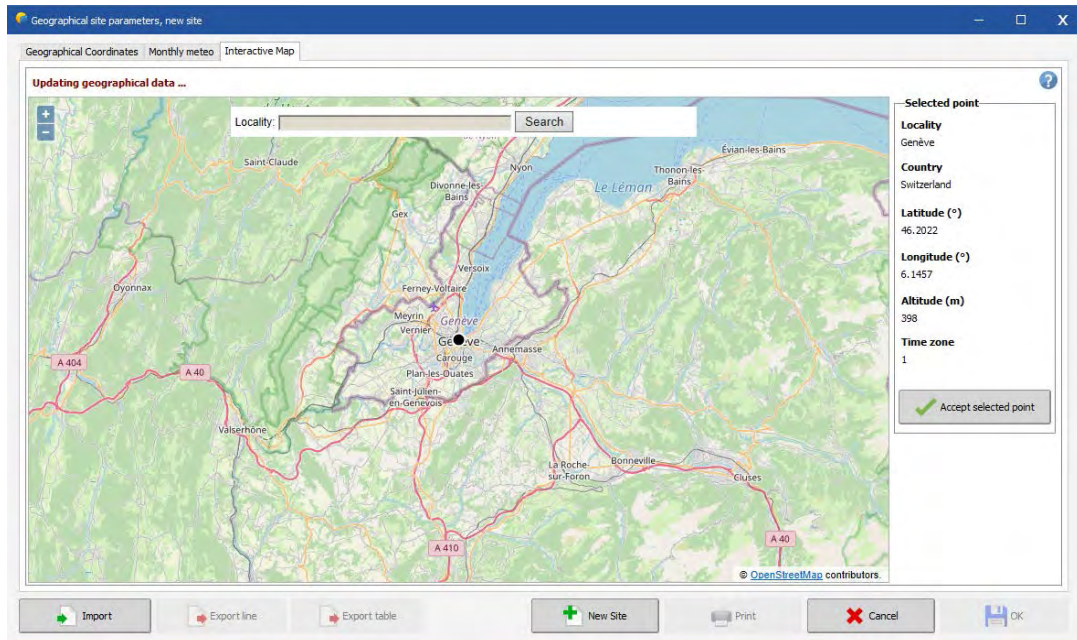 Geographical site parameters, new site
Geographical Coordinates Monthly meteo Interactive Map
Updating geographical data ...
Locality: Search
Selected point
Locality
Genève
Country
Switzerland
Latitude (°)
46.2022
Longitude (°)
6.1457
Altitude (m)
398
Time zone
1
Accept selected point
+
−
Saint-Claude
Nyon
Évian-les-Bains
Thonon-les-
Bains
Le Léman
Divonne-les-
Bains
Gex
Versoix
Oyonnax
Ferney-Voltaire
Meyrin
Genève
Vernier
Genève
Carouge
Annemasse
A 404
A 40
Plan-les-Ouates
Saint-Julien-
en-Genevois
Valserhône
La Roche-
sur-Foron
Bonneville
Cluses
A 410
A 40
© OpenStreetMap contributors.
Import Export line Export table New Site Print Cancel OK